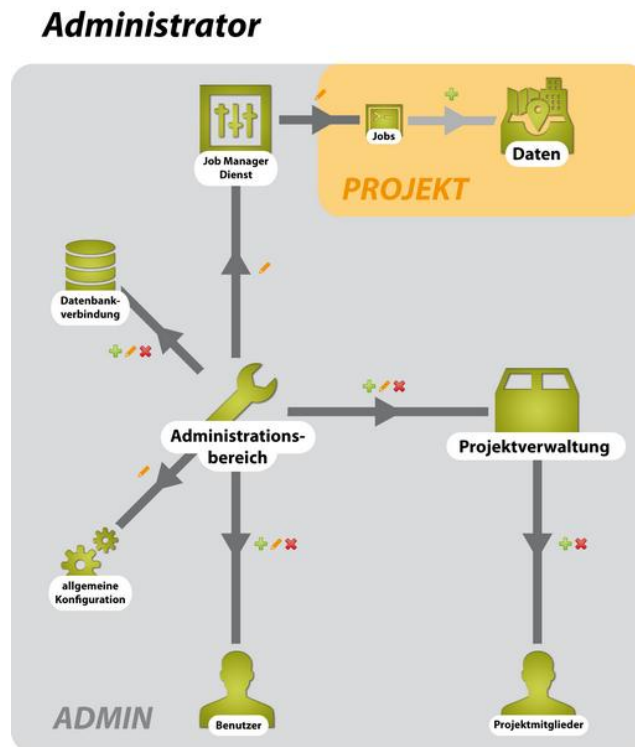 Administrator
Job Manager
Dienst
Jobs
Daten
PROJEKT
Datenbank-
verbindung
Administrations-
bereich
Projektverwaltung
allgemeine
Konfiguration
Benutzer
Projektmitglieder
ADMIN